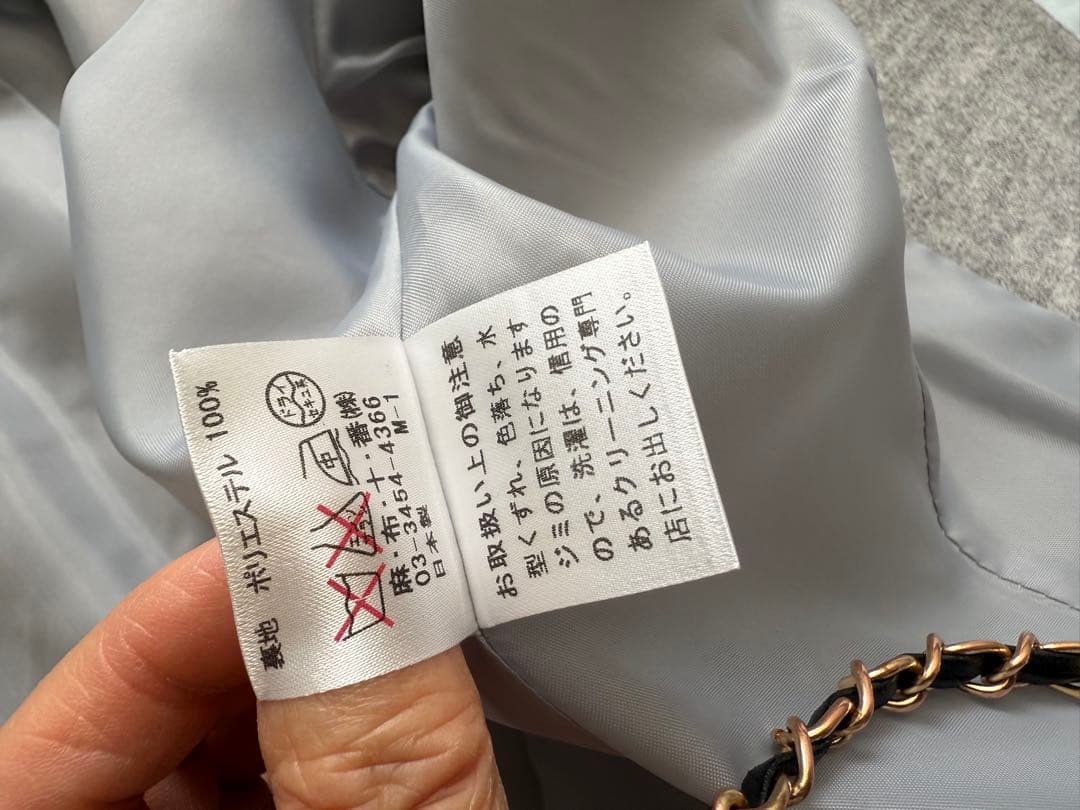 裏地 ポリエステル 100%
中
ドライ
セキユ系
麻・布・十・番(株)
03-3454-4366
日本製 M-1
お取扱い上の御注意
型くずれ、色落ち、水
ジミの原因になります
ので、洗濯は、信用の
あるクリーニング専門
店にお出しください。